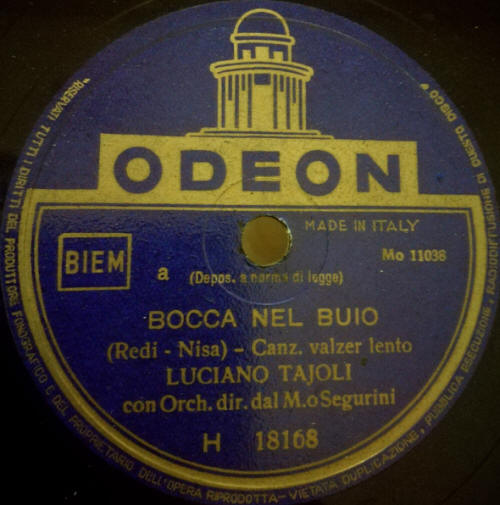 ODEON
MADE IN ITALY
BIEM
a
(Depos. a norma di legge)
Mo 11036
BOCCA NEL BUIO
(Redi - Nisa) - Canz. valzer lento
LUCIANO TAJOLI
con Orch. dir. dal M.o Segurini
H 18168
RISERVATI TUTTI I DIRITTI DEL PRODUTTORE FONOGRAFICO E DEL PROPRIETARIO DELL'OPERA RIPRODOTTA - VIETATA DUPLICAZIONE, PUBBLICA ESECUZIONE, RADIODIFFUSIONE DI QUESTO DISCO